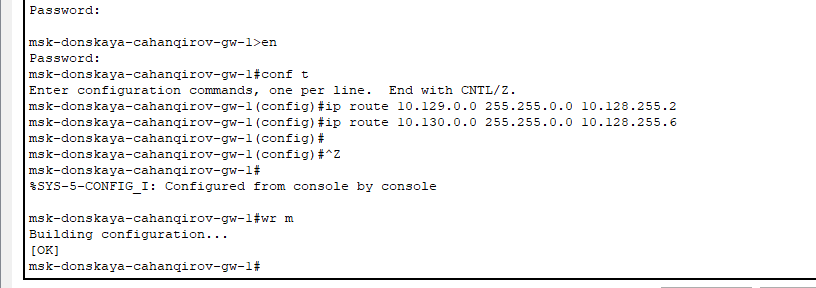 Password:
msk-donskaya-cahanqirov-gw-1>en
Password:
msk-donskaya-cahanqirov-gw-1#conf t
Enter configuration commands, one per line.  End with CNTL/Z.
msk-donskaya-cahanqirov-gw-1(config)#ip route 10.129.0.0 255.255.0.0 10.128.255.2
msk-donskaya-cahanqirov-gw-1(config)#ip route 10.130.0.0 255.255.0.0 10.128.255.6
msk-donskaya-cahanqirov-gw-1(config)#
msk-donskaya-cahanqirov-gw-1(config)#^Z
msk-donskaya-cahanqirov-gw-1#
%SYS-5-CONFIG_I: Configured from console by console
msk-donskaya-cahanqirov-gw-1#wr m
Building configuration...
[OK]
msk-donskaya-cahanqirov-gw-1#